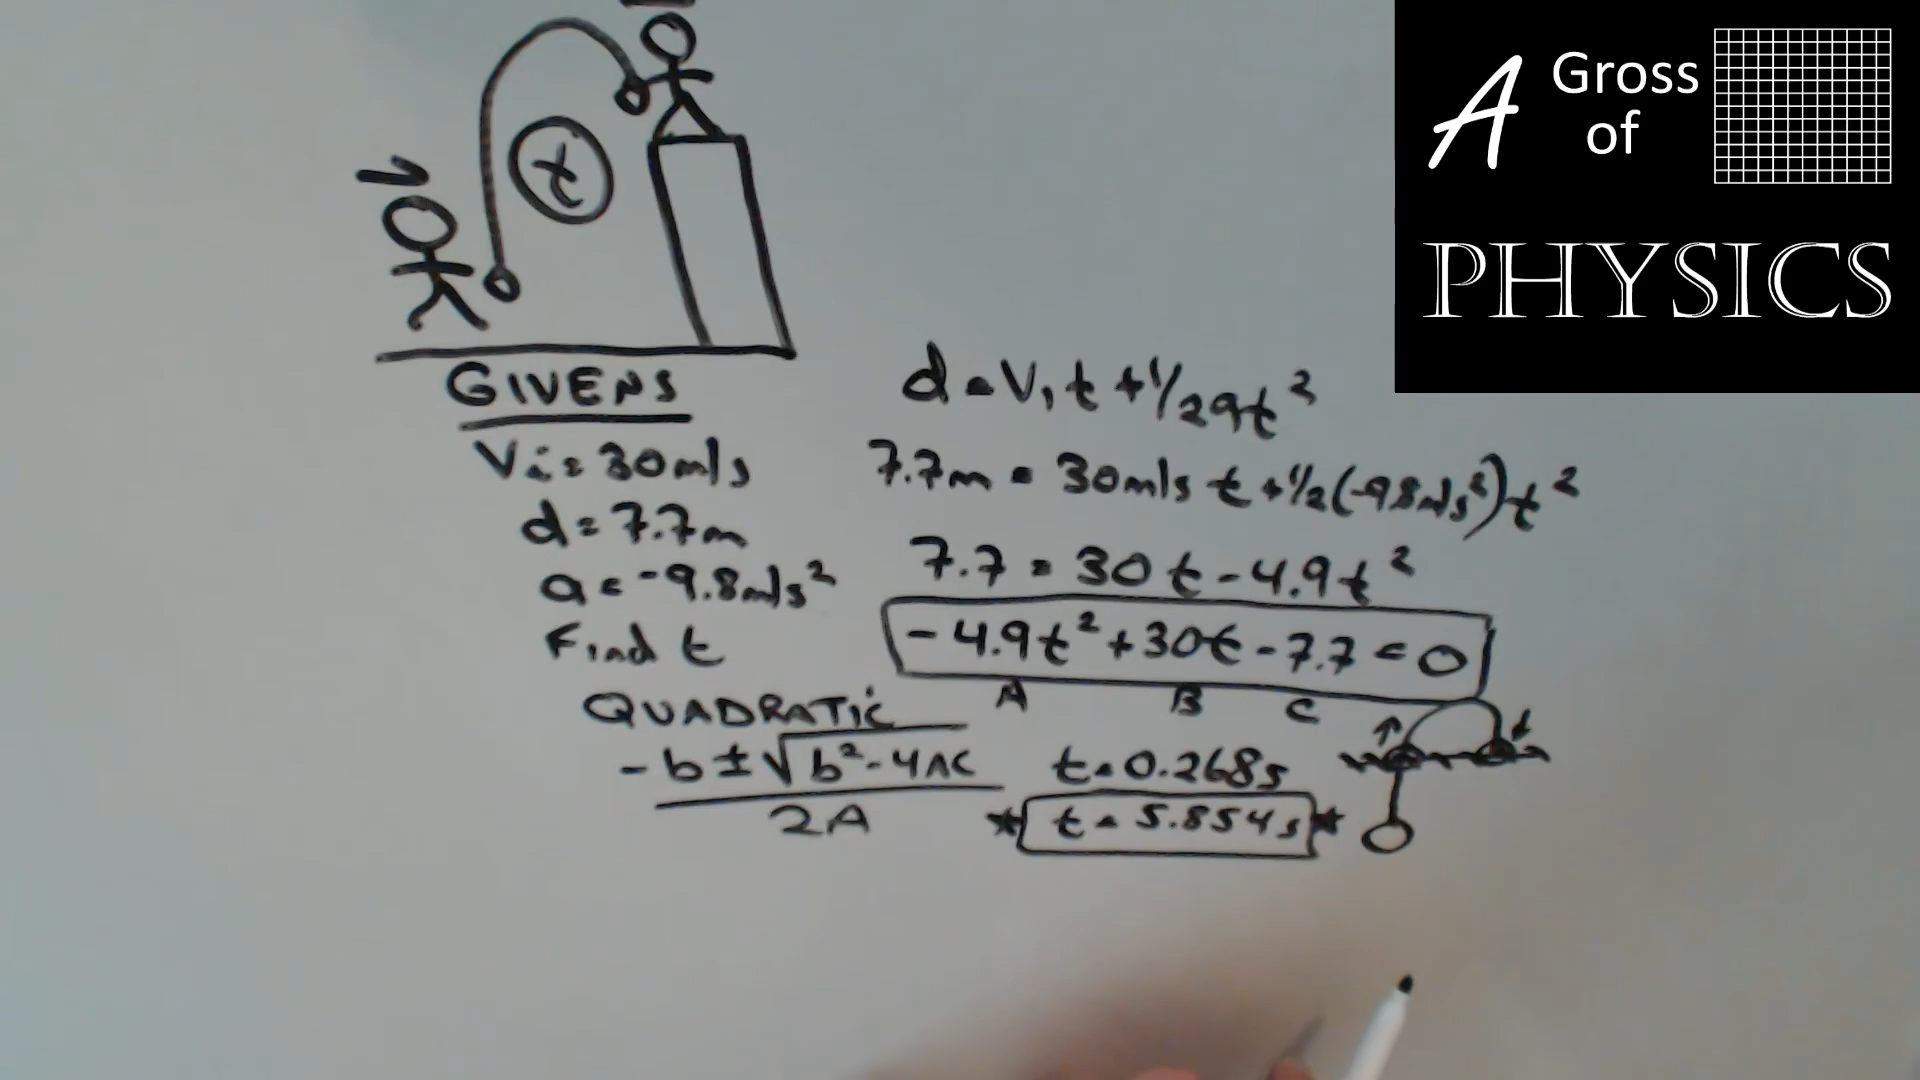 A Gross of
PHYSICS
t
GIVENS
Vi = 30m/s
d = 7.7m
a = -9.8m/s²
Find t
QUADRATIC
-b ± √b² - 4AC
2A
d = V₁t + 1/2at²
7.7m = 30m/s t + 1/2(-9.8m/s²)t²
7.7 = 30t - 4.9t²
-4.9t² + 30t - 7.7 = 0
A B C
t = 0.268s
t = 5.854s